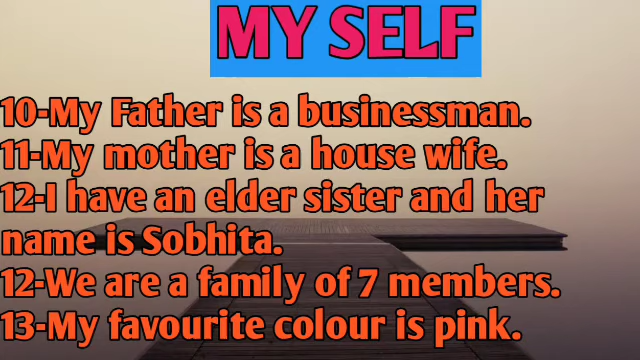 MY SELF
10-My Father is a businessman.
11-My mother is a house wife.
12-I have an elder sister and her
name is Sobhita.
12-We are a family of 7 members.
13-My favourite colour is pink.